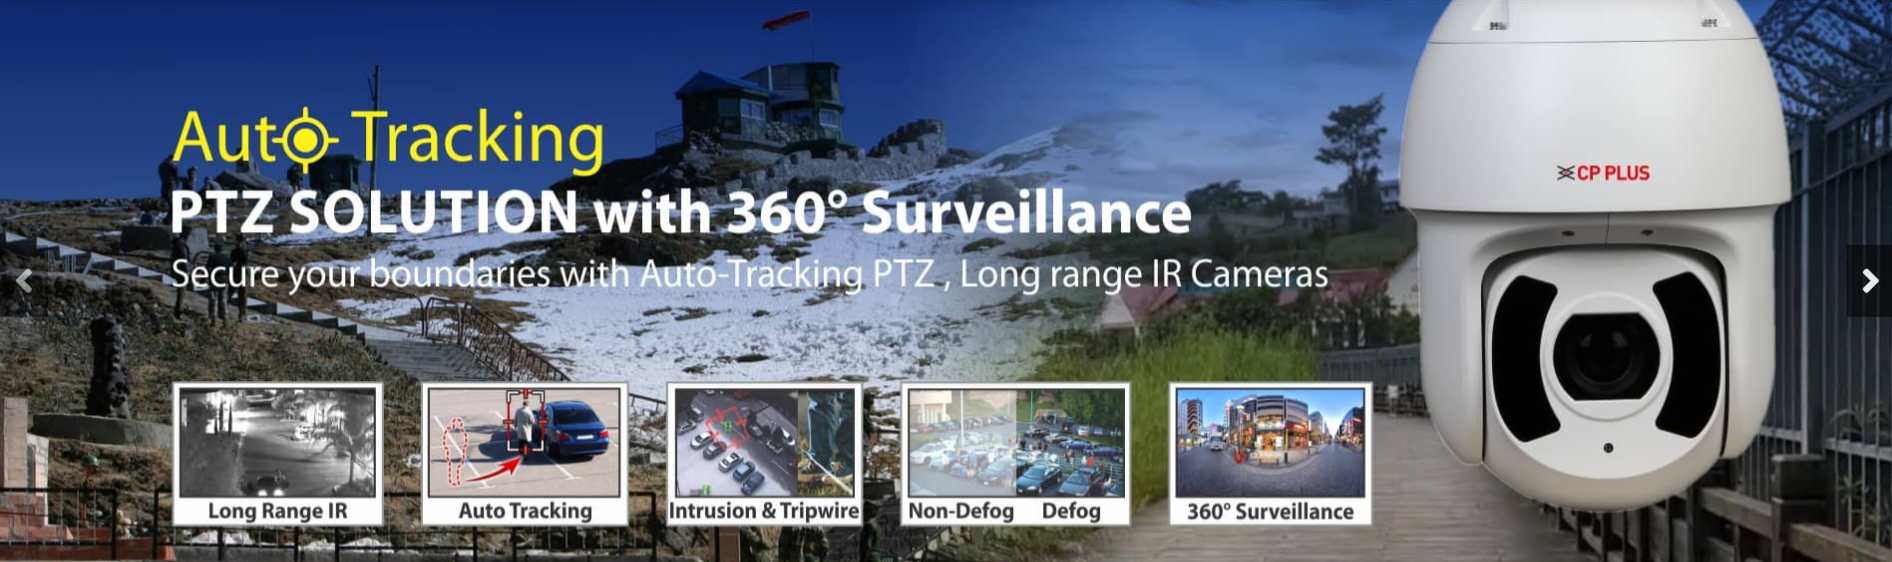 Auto Tracking
PTZ SOLUTION with 360° Surveillance
Secure your boundaries with Auto-Tracking PTZ , Long range IR Cameras
CP PLUS
Long Range IR
Auto Tracking
Intrusion & Tripwire
Non-Defog Defog
360° Surveillance